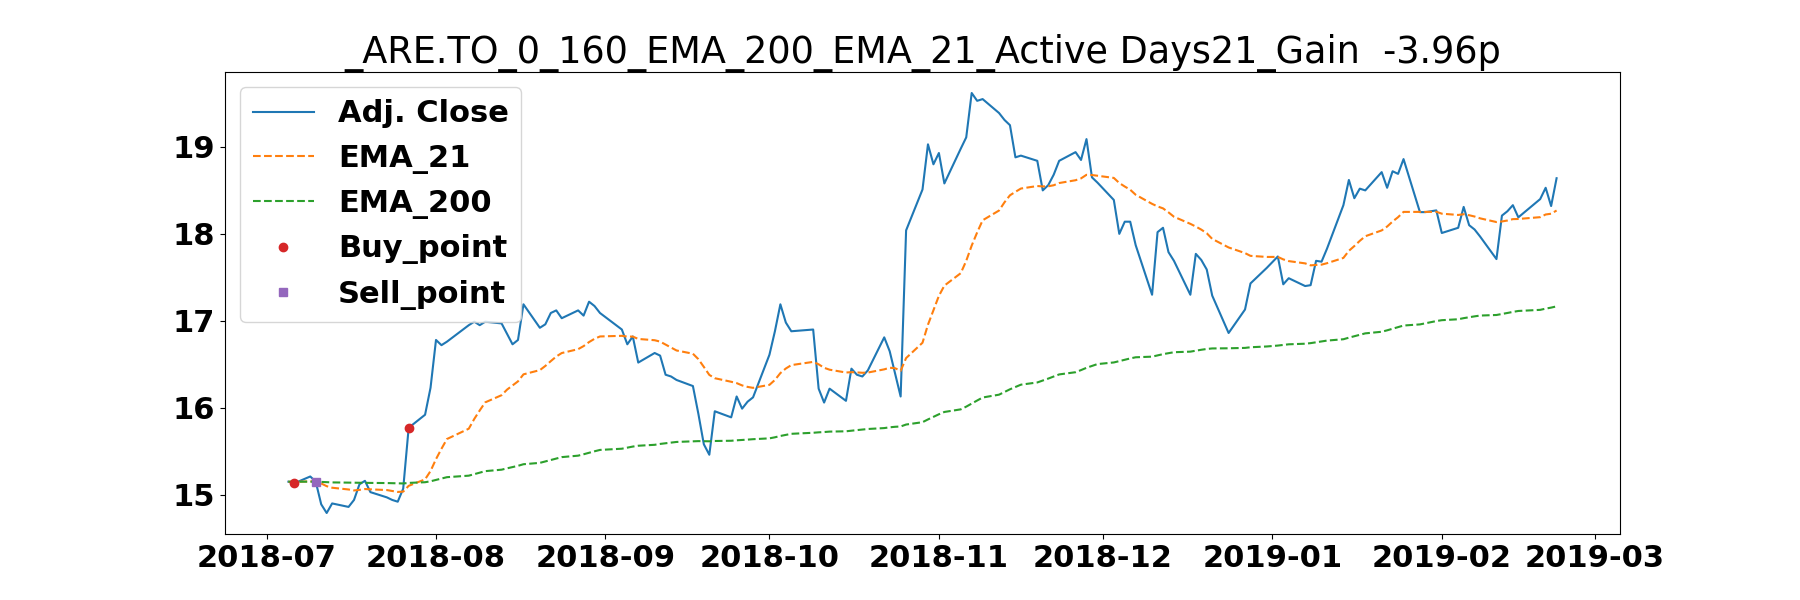 _ARE.TO_0_160_EMA_200_EMA_21_Active Days21_Gain  -3.96p
Adj. Close
EMA_21
EMA_200
Buy_point
Sell_point
19
18
17
16
15
2018-07 2018-08 2018-09 2018-10 2018-11 2018-12 2019-01 2019-02 2019-03